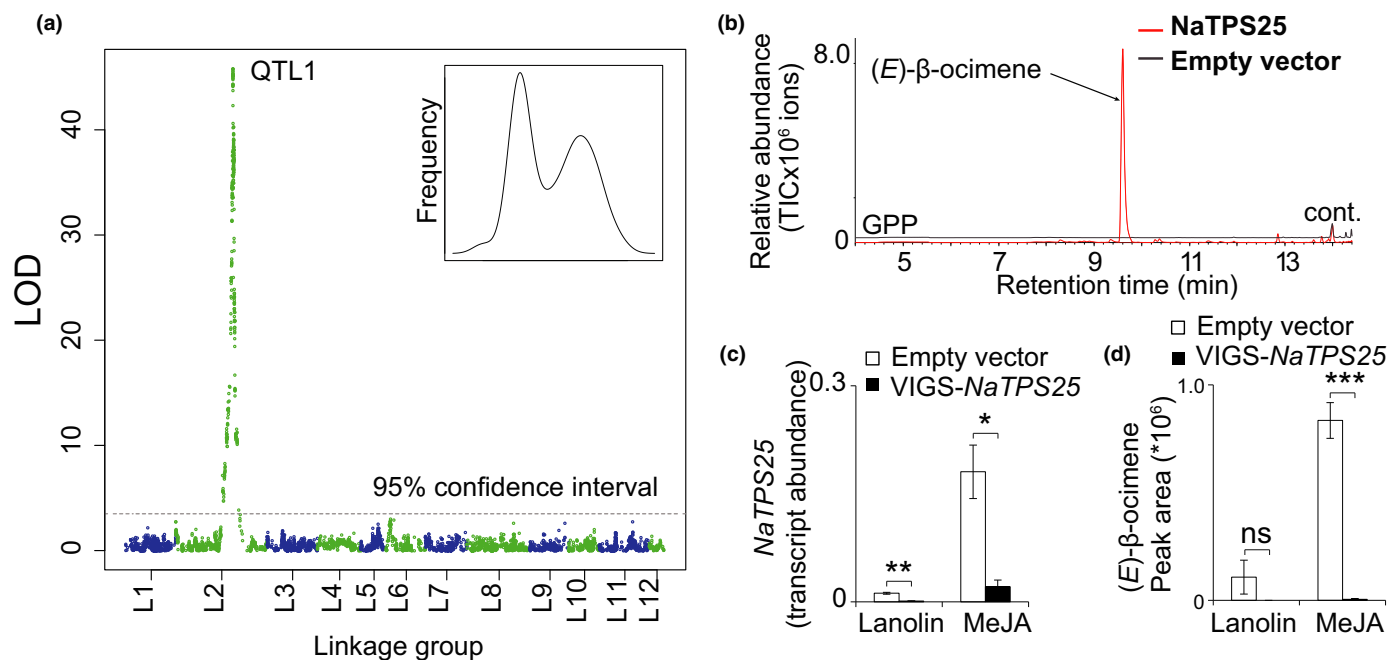 (a)
LOD
0
10
20
30
40
QTL1
Frequency
95% confidence interval
L1
L2
L3
L4
L5
L6
L7
L8
L9
L10
L11
L12
Linkage group
(b)
NaTPS25
Empty vector
(E)-β-ocimene
Relative abundance
(TICx10⁶ ions)
8.0
0
GPP
cont.
5
7
9
11
13
Retention time (min)
(c)
Empty vector
VIGS-NaTPS25
NaTPS25
(transcript abundance)
0.3
0
**
*
Lanolin
MeJA
(d)
Empty vector
VIGS-NaTPS25
(E)-β-ocimene
Peak area (*10⁶)
1.0
0
ns
***
Lanolin
MeJA